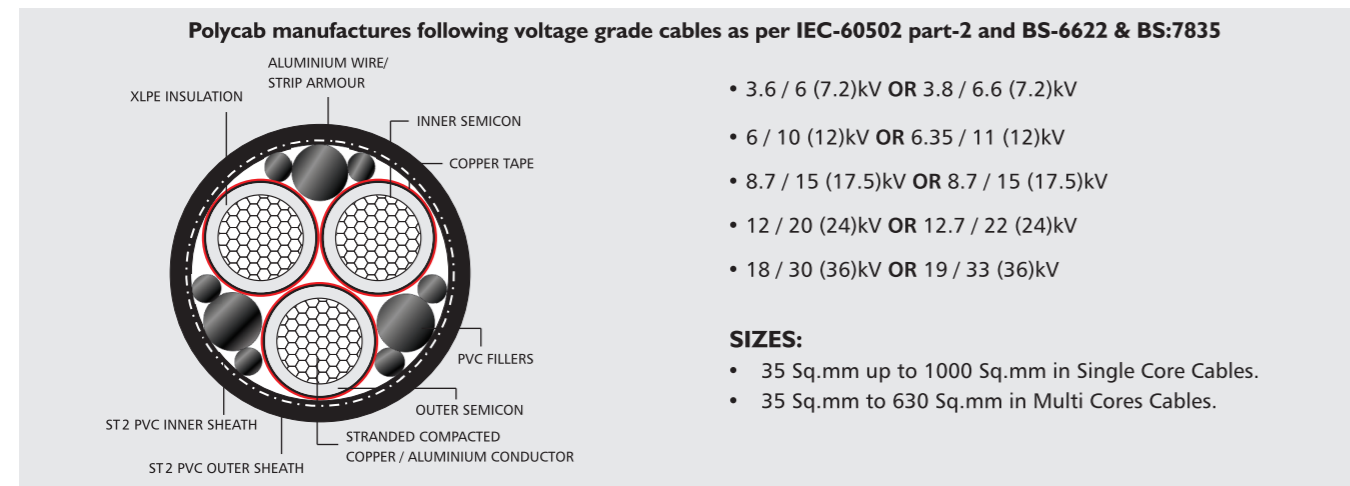 Polycab manufactures following voltage grade cables as per IEC-60502 part-2 and BS-6622 & BS:7835
ALUMINIUM WIRE/
STRIP ARMOUR
XLPE INSULATION
INNER SEMICON
COPPER TAPE
PVC FILLERS
OUTER SEMICON
ST2 PVC INNER SHEATH
STRANDED COMPACTED
COPPER / ALUMINIUM CONDUCTOR
ST2 PVC OUTER SHEATH
• 3.6 / 6 (7.2)kV OR 3.8 / 6.6 (7.2)kV
• 6 / 10 (12)kV OR 6.35 / 11 (12)kV
• 8.7 / 15 (17.5)kV OR 8.7 / 15 (17.5)kV
• 12 / 20 (24)kV OR 12.7 / 22 (24)kV
• 18 / 30 (36)kV OR 19 / 33 (36)kV
SIZES:
• 35 Sq.mm up to 1000 Sq.mm in Single Core Cables.
• 35 Sq.mm to 630 Sq.mm in Multi Cores Cables.